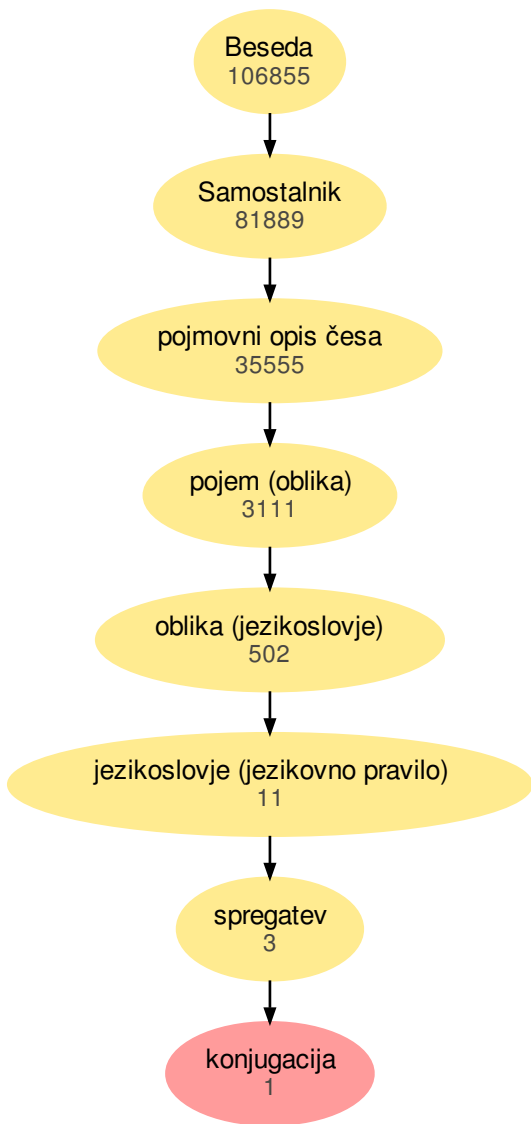 Beseda
106855
Samostalnik
81889
pojmovni opis česa
35555
pojem (oblika)
3111
oblika (jezikoslovje)
502
jezikoslovje (jezikovno pravilo)
11
spregatev
3
konjugacija
1